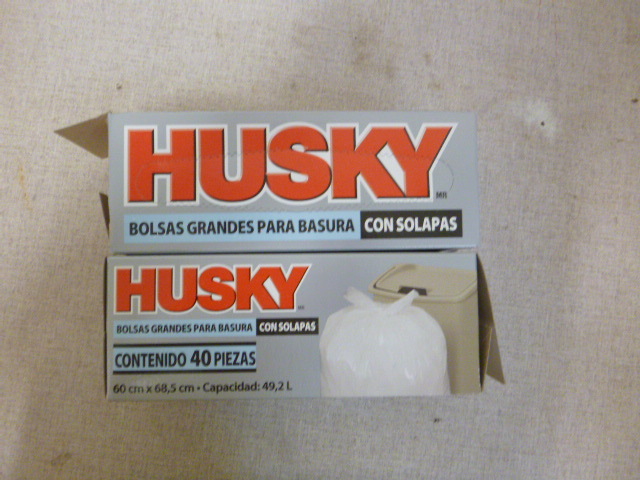 HUSKY
MR
BOLSAS GRANDES PARA BASURA CON SOLAPAS
HUSKY
BOLSAS GRANDES PARA BASURA CON SOLAPAS
CONTENIDO 40 PIEZAS
60 cm x 68,5 cm • Capacidad: 49,2 L